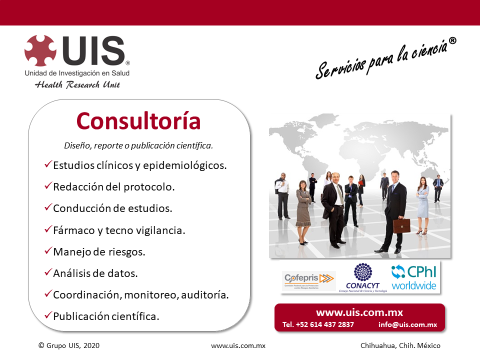 UIS®
Unidad de Investigación en Salud
Health Research Unit
Servicios para la ciencia®
Consultoría
Diseño, reporte o publicación científica.
✓Estudios clínicos y epidemiológicos.
✓Redacción del protocolo.
✓Conducción de estudios.
✓Fármaco y tecno vigilancia.
✓Manejo de riesgos.
✓Análisis de datos.
✓Coordinación, monitoreo, auditoría.
✓Publicación científica.
Cofepris
CONACYT
CPhI
worldwide
www.uis.com.mx
Tel. +52 614 437 2837 info@uis.com.mx
© Grupo UIS, 2020 www.uis.com.mx Chihuahua, Chih. México